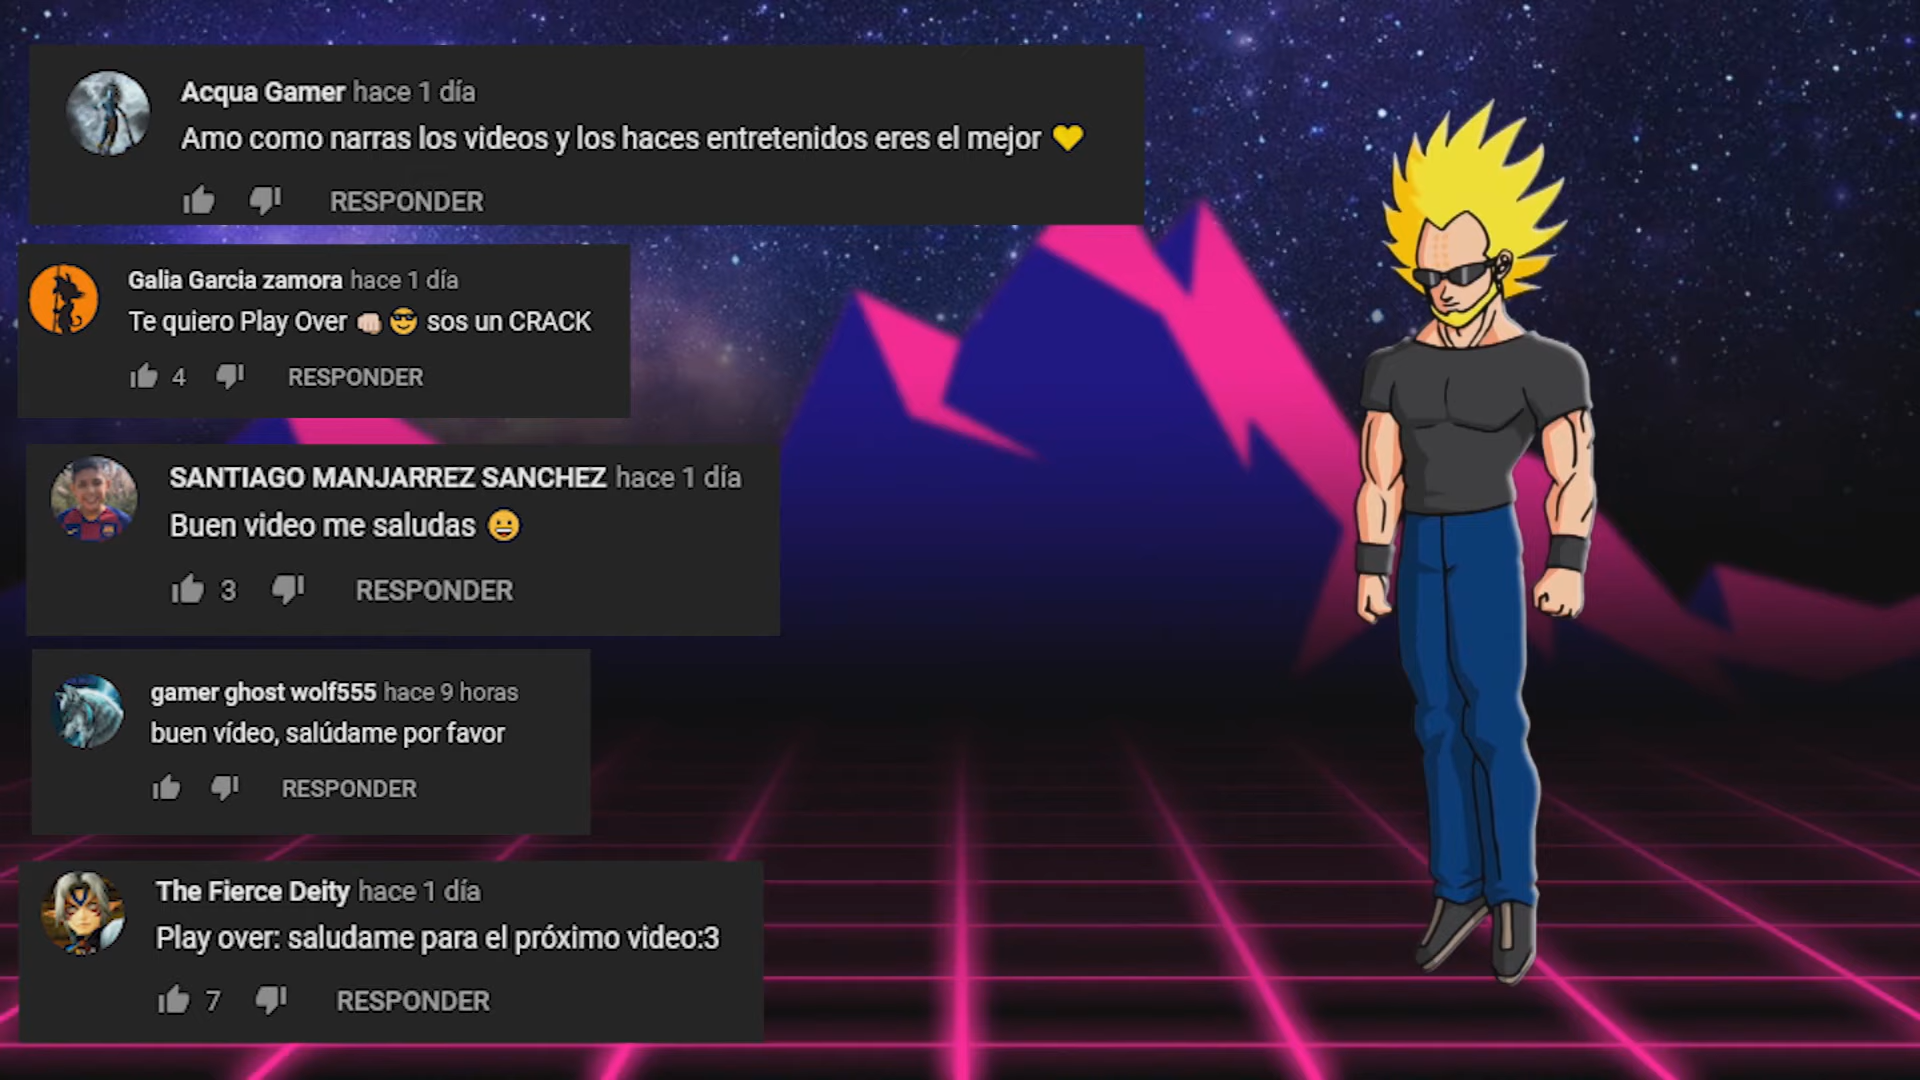 Acqua Gamer hace 1 día
Amo como narras los videos y los haces entretenidos eres el mejor 💛
RESPONDER
Galia Garcia zamora hace 1 día
Te quiero Play Over 👊🏻😎 sos un CRACK
4 RESPONDER
SANTIAGO MANJARREZ SANCHEZ hace 1 día
Buen video me saludas 😀
3 RESPONDER
gamer ghost wolf555 hace 9 horas
buen vídeo, salúdame por favor
RESPONDER
The Fierce Deity hace 1 día
Play over: saludame para el próximo video:3
7 RESPONDER